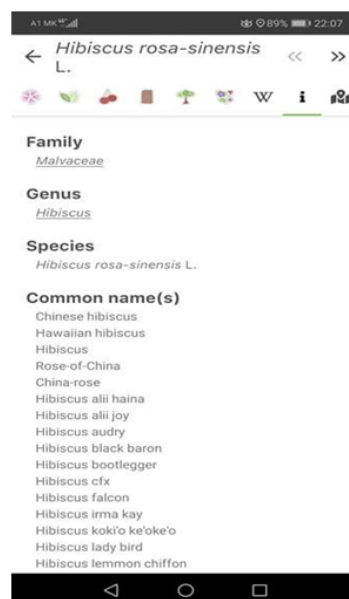 A1 MK 89% 22:07
Hibiscus rosa-sinensis
L.
W i
Family
Malvaceae
Genus
Hibiscus
Species
Hibiscus rosa-sinensis L.
Common name(s)
Chinese hibiscus
Hawaiian hibiscus
Hibiscus
Rose-of-China
China-rose
Hibiscus alii haina
Hibiscus alii joy
Hibiscus audry
Hibiscus black baron
Hibiscus bootlegger
Hibiscus cfx
Hibiscus falcon
Hibiscus irma kay
Hibiscus koki'o ke'oke'o
Hibiscus lady bird
Hibiscus lemmon chiffon